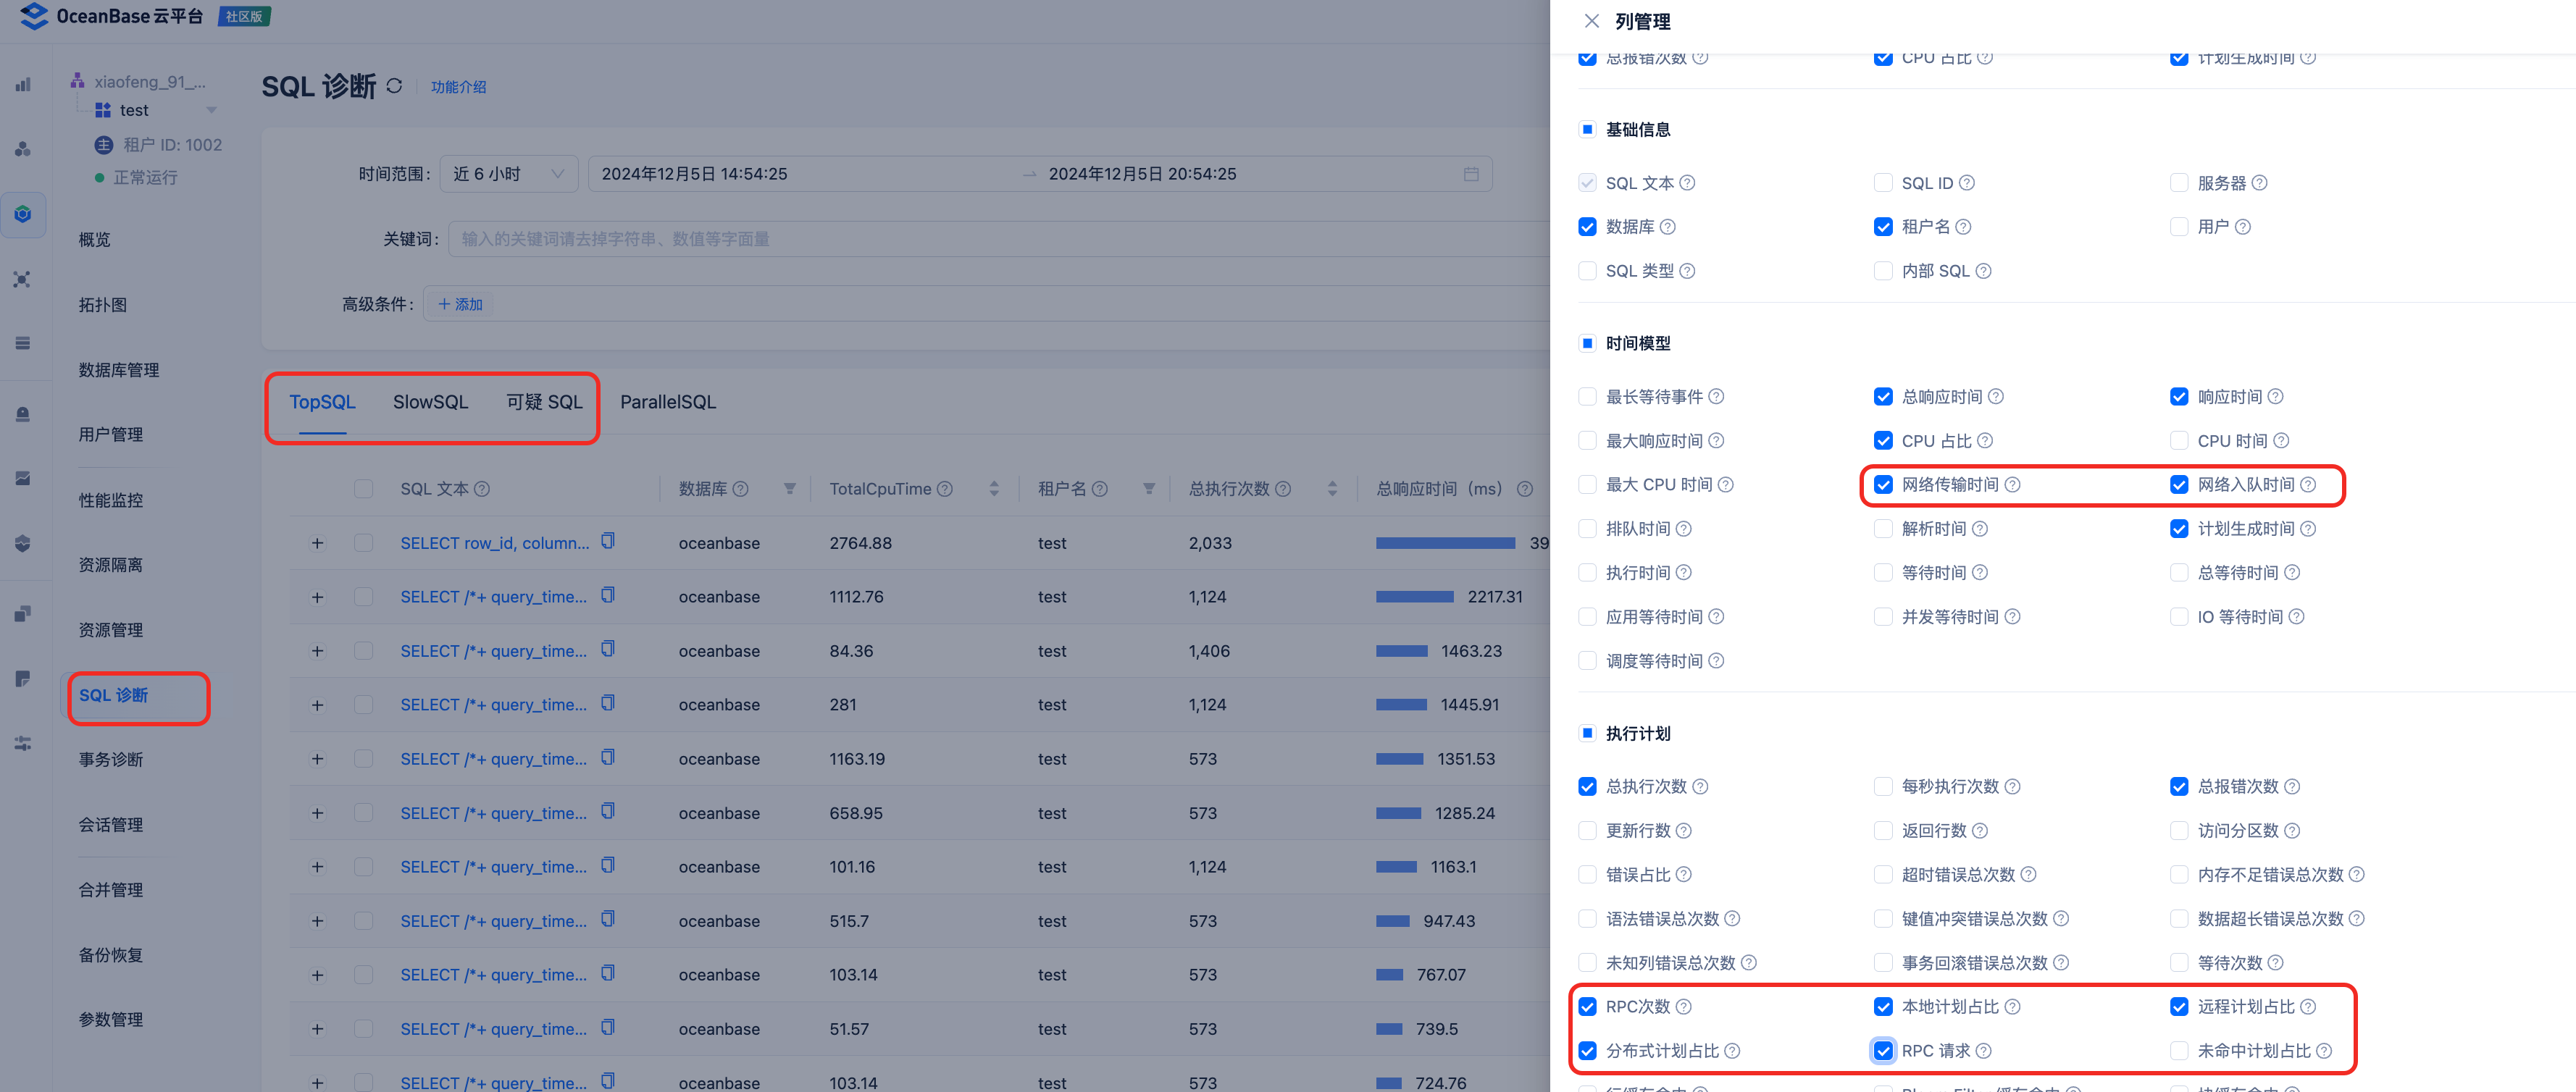 OceanBase 云平台 社区版
xiaofeng_91_...
test
主 租户 ID: 1002
正常运行
概览
拓扑图
数据库管理
用户管理
性能监控
资源隔离
资源管理
SQL 诊断
事务诊断
会话管理
合并管理
备份恢复
参数管理
SQL 诊断 功能介绍
时间范围: 近 6 小时 2024年12月5日 14:54:25 → 2024年12月5日 20:54:25
关键词: 输入的关键词请去掉字符串、数值等字面量
高级条件: + 添加
TopSQL SlowSQL 可疑 SQL ParallelSQL
SQL 文本 数据库 TotalCpuTime 租户名 总执行次数 总响应时间（ms）
+ SELECT row_id, column... oceanbase 2764.88 test 2,033 39
+ SELECT /*+ query_time... oceanbase 1112.76 test 1,124 2217.31
+ SELECT /*+ query_time... oceanbase 84.36 test 1,406 1463.23
+ SELECT /*+ query_time... oceanbase 281 test 1,124 1445.91
+ SELECT /*+ query_time... oceanbase 1163.19 test 573 1351.53
+ SELECT /*+ query_time... oceanbase 658.95 test 573 1285.24
+ SELECT /*+ query_time... oceanbase 101.16 test 1,124 1163.1
+ SELECT /*+ query_time... oceanbase 515.7 test 573 947.43
+ SELECT /*+ query_time... oceanbase 103.14 test 573 767.07
+ SELECT /*+ query_time... oceanbase 51.57 test 573 739.5
+ SELECT /*+ query_time... oceanbase 103.14 test 573 724.76
列管理
总报错次数 CPU 占比 计划生成时间
基础信息
SQL 文本 SQL ID 服务器
数据库 租户名 用户
SQL 类型 内部 SQL
时间模型
最长等待事件 总响应时间 响应时间
最大响应时间 CPU 占比 CPU 时间
最大 CPU 时间 网络传输时间 网络入队时间
排队时间 解析时间 计划生成时间
执行时间 等待时间 总等待时间
应用等待时间 并发等待时间 IO 等待时间
调度等待时间
执行计划
总执行次数 每秒执行次数 总报错次数
更新行数 返回行数 访问分区数
错误占比 超时错误总次数 内存不足错误总次数
语法错误总次数 键值冲突错误总次数 数据超长错误总次数
未知列错误总次数 事务回滚错误总次数 等待次数
RPC次数 本地计划占比 远程计划占比
分布式计划占比 RPC 请求 未命中计划占比